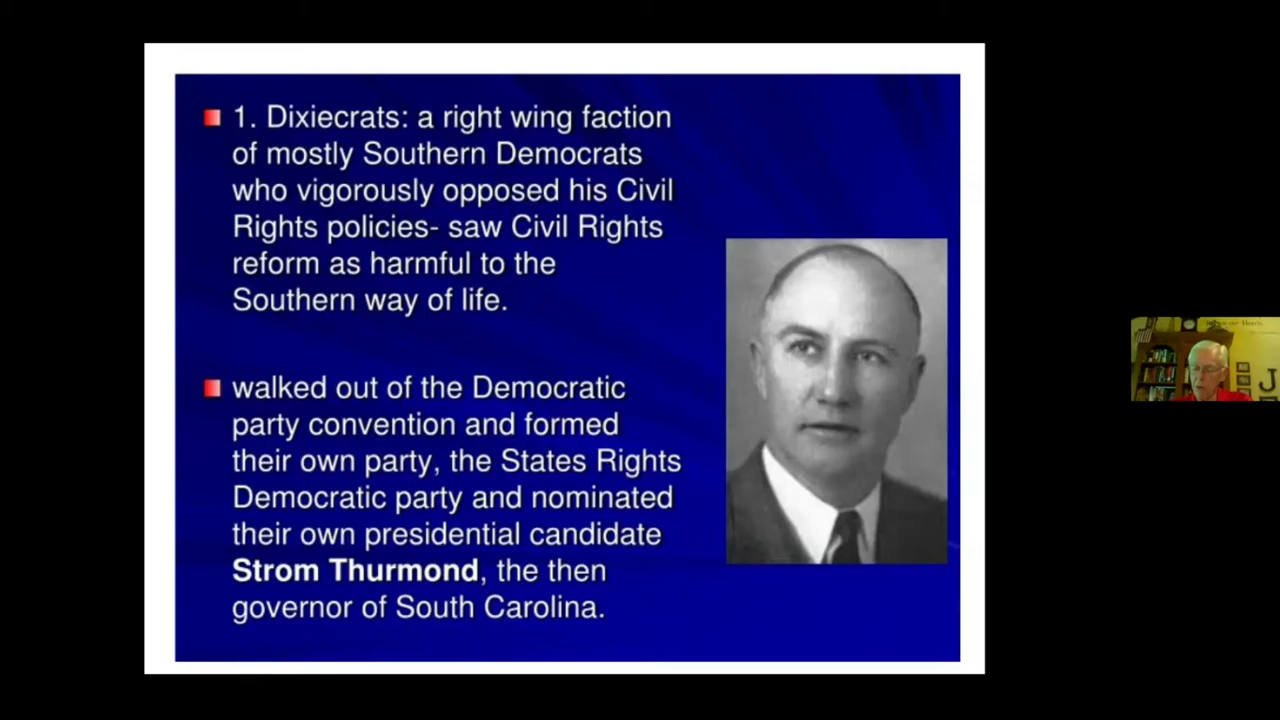 1. Dixiecrats: a right wing faction
of mostly Southern Democrats
who vigorously opposed his Civil
Rights policies- saw Civil Rights
reform as harmful to the
Southern way of life.
walked out of the Democratic
party convention and formed
their own party, the States Rights
Democratic party and nominated
their own presidential candidate
Strom Thurmond, the then
governor of South Carolina.
J